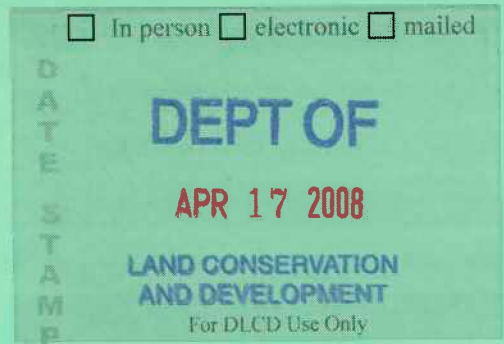 ☐ In person ☐ electronic ☐ mailed
DATE STAMP
DEPT OF
APR 17 2008
LAND CONSERVATION
AND DEVELOPMENT
For DLCD Use Only